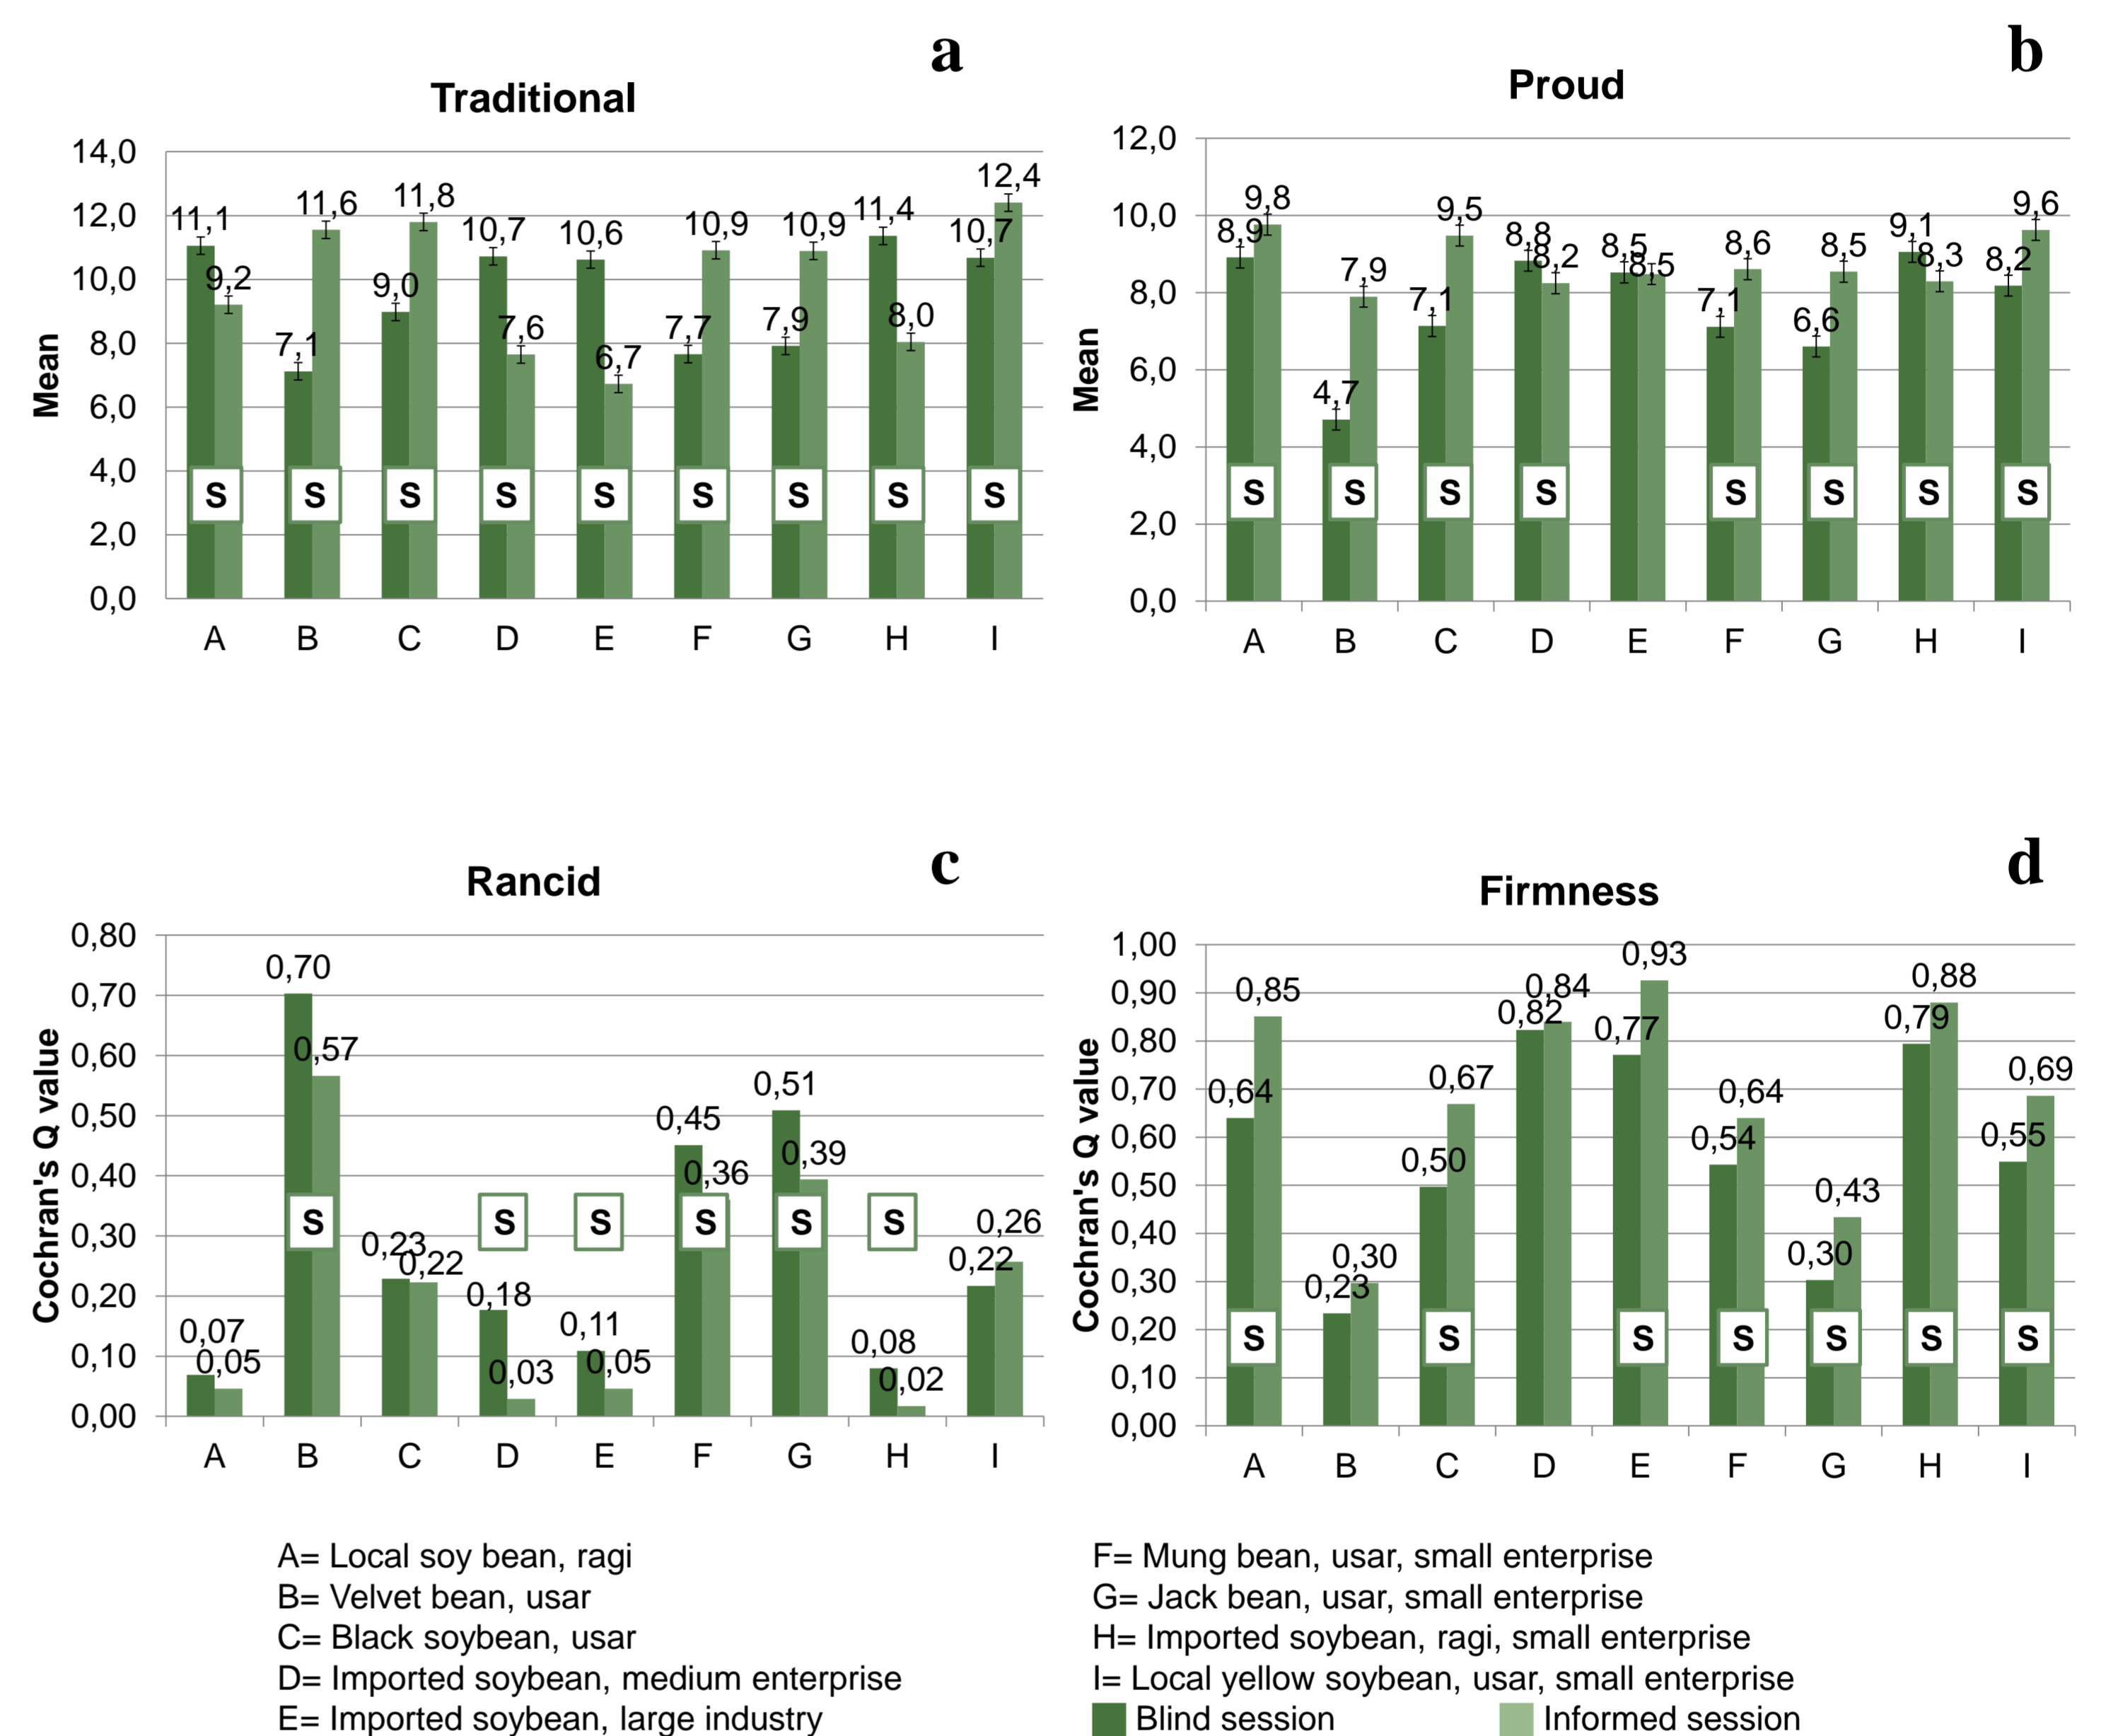 a
Traditional
Mean
14,0
12,0
10,0
8,0
6,0
4,0
2,0
0,0
11,1 9,2 7,1 11,6 9,0 11,8 10,7 7,6 10,6 6,7 7,7 10,9 7,9 10,9 11,4 8,0 10,7 12,4
S S S S S S S S S
A B C D E F G H I
b
Proud
Mean
12,0
10,0
8,0
6,0
4,0
2,0
0,0
8,9 9,8 4,7 7,9 7,1 9,5 8,8 8,2 8,5 8,5 7,1 8,6 6,6 8,5 9,1 8,3 8,2 9,6
S S S S S S S S
A B C D E F G H I
c
Rancid
Cochran's Q value
0,80
0,70
0,60
0,50
0,40
0,30
0,20
0,10
0,00
0,07 0,05 0,70 0,57 0,23 0,22 0,18 0,03 0,11 0,05 0,45 0,36 0,51 0,39 0,08 0,02 0,22 0,26
S S S S S S
A B C D E F G H I
d
Firmness
Cochran's Q value
1,00
0,90
0,80
0,70
0,60
0,50
0,40
0,30
0,20
0,10
0,00
0,64 0,85 0,23 0,30 0,50 0,67 0,82 0,84 0,77 0,93 0,54 0,64 0,30 0,43 0,79 0,88 0,55 0,69
S S S S S S S
A B C D E F G H I
A= Local soy bean, ragi
B= Velvet bean, usar
C= Black soybean, usar
D= Imported soybean, medium enterprise
E= Imported soybean, large industry
F= Mung bean, usar, small enterprise
G= Jack bean, usar, small enterprise
H= Imported soybean, ragi, small enterprise
I= Local yellow soybean, usar, small enterprise
Blind session Informed session